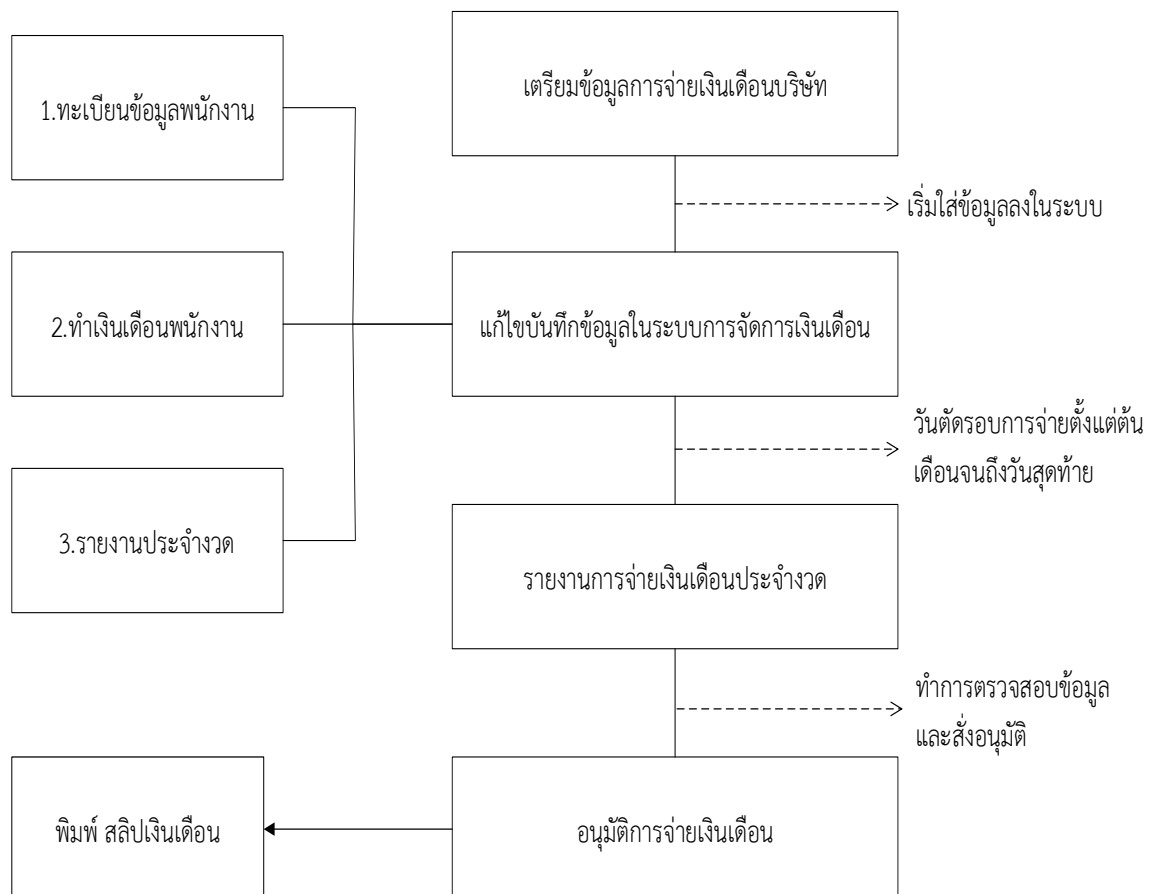 เตรียมข้อมูลการจ่ายเงินเดือนบริษัท
1.ทะเบียนข้อมูลพนักงาน
เริ่มใส่ข้อมูลลงในระบบ
2.ทำเงินเดือนพนักงาน
แก้ไขบันทึกข้อมูลในระบบการจัดการเงินเดือน
วันตัดรอบการจ่ายตั้งแต่ต้น
เดือนจนถึงวันสุดท้าย
3.รายงานประจำงวด
รายงานการจ่ายเงินเดือนประจำงวด
ทำการตรวจสอบข้อมูล
และสั่งอนุมัติ
พิมพ์ สลิปเงินเดือน
อนุมัติการจ่ายเงินเดือน